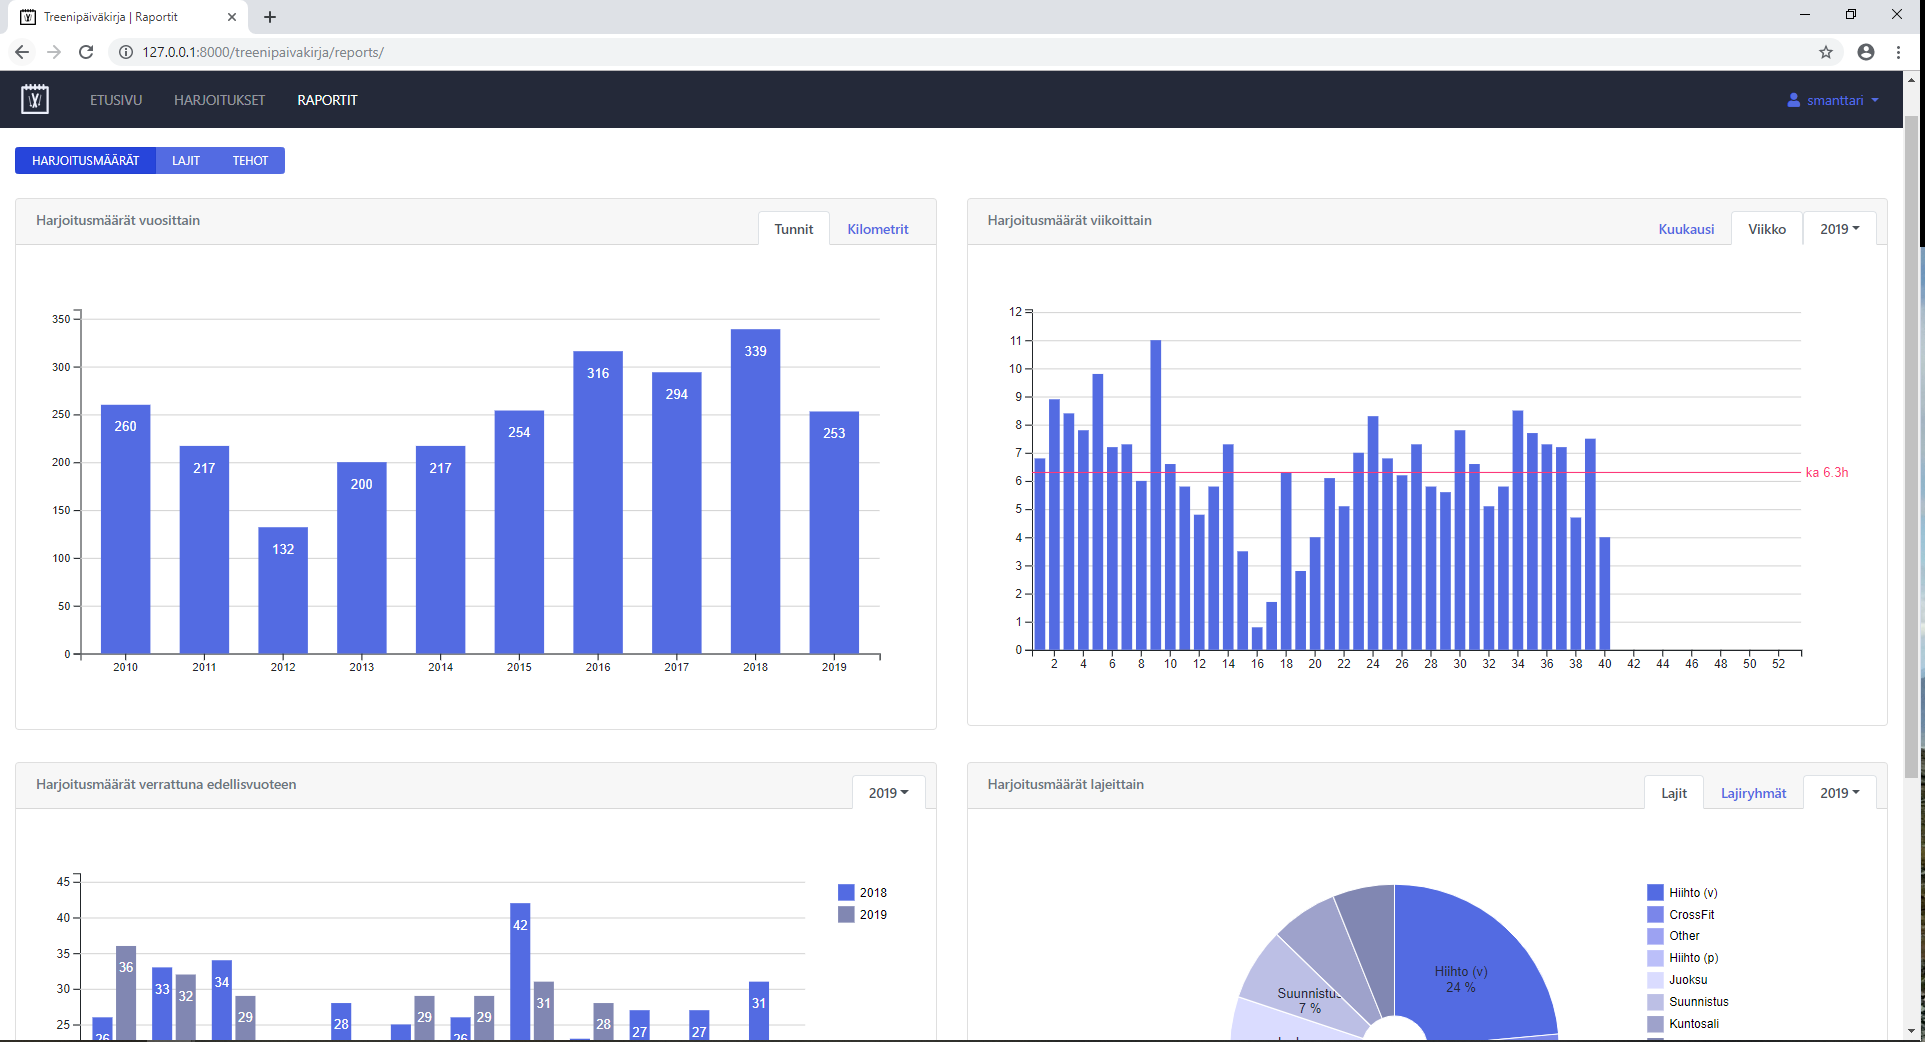 Treenipäiväkirja | Raportit
127.0.0.1:8000/treenipaivakirja/reports/
ETUSIVU HARJOITUKSET RAPORTIT smanttari
HARJOITUSMÄÄRÄT LAJIT TEHOT
Harjoitusmäärät vuosittain
Tunnit Kilometrit
350
300
250
200
150
100
50
0
260 217 132 200 217 254 316 294 339 253
2010 2011 2012 2013 2014 2015 2016 2017 2018 2019
Harjoitusmäärät viikoittain
Kuukausi Viikko 2019
12
11
10
9
8
7
6
5
4
3
2
1
0
ka 6.3h
2 4 6 8 10 12 14 16 18 20 22 24 26 28 30 32 34 36 38 40 42 44 46 48 50 52
Harjoitusmäärät verrattuna edellisvuoteen
2019
45
40
35
30
25
26 36 33 32 34 29 28 29 26 29 42 31 28 27 27 31
2018
2019
Harjoitusmäärät lajeittain
Lajit Lajiryhmät 2019
Hiihto (v)
24 %
Suunnistus
7 %
Hiihto (v)
CrossFit
Other
Hiihto (p)
Juoksu
Suunnistus
Kuntosali